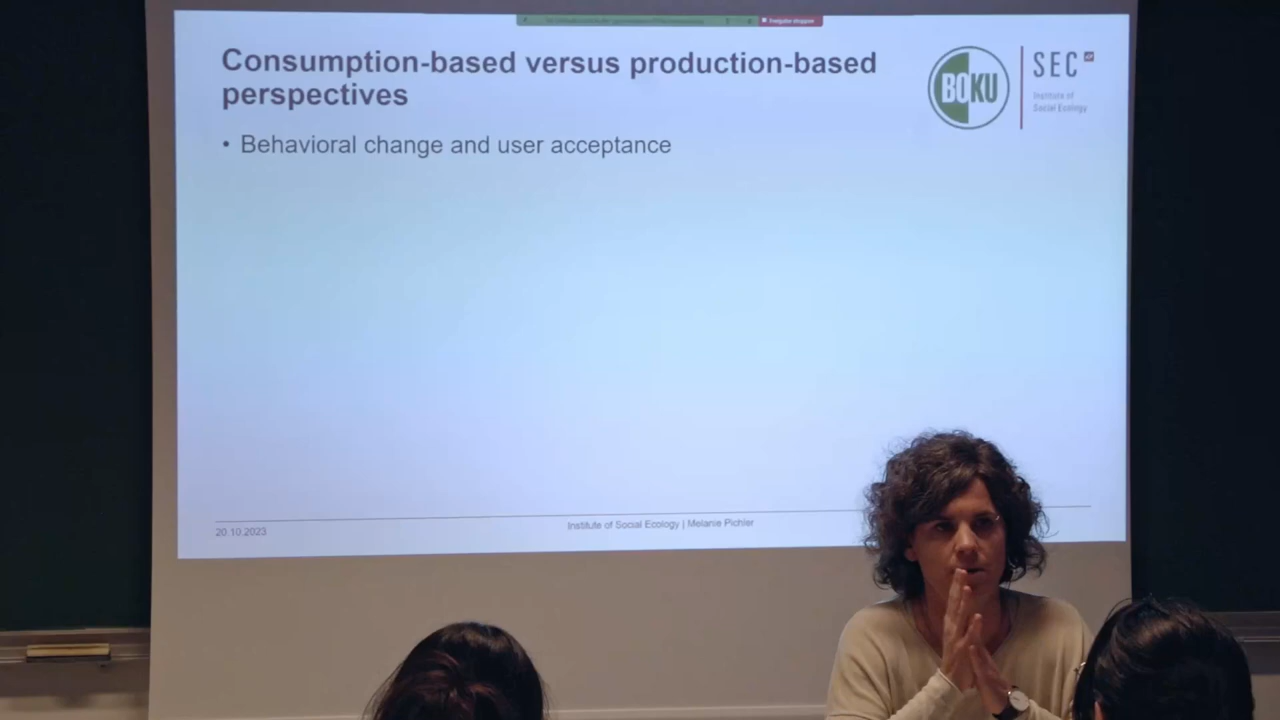 Consumption-based versus production-based
perspectives
• Behavioral change and user acceptance
BOKU
SEC
Institute of
Social Ecology
20.10.2023
Institute of Social Ecology | Melanie Pichler